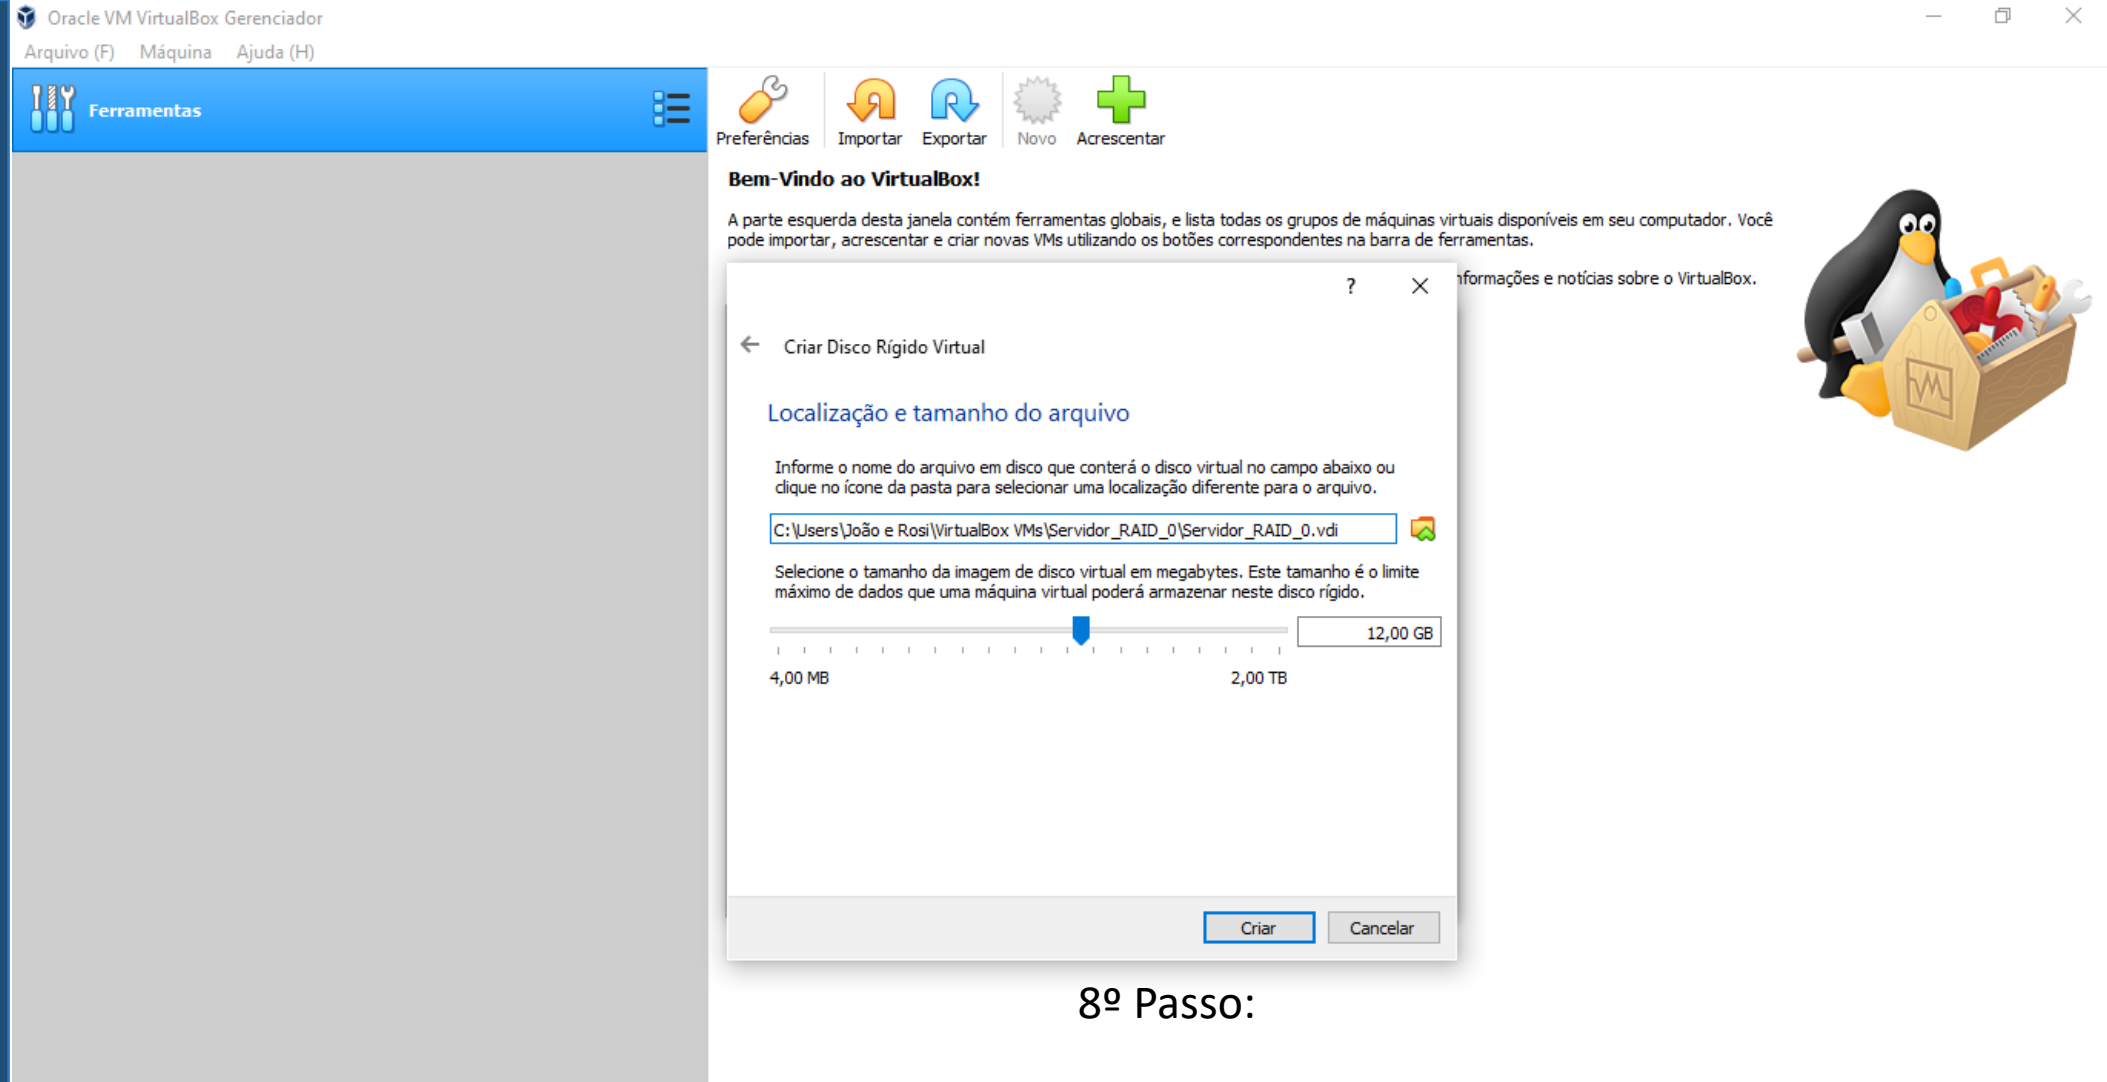 Oracle VM VirtualBox Gerenciador
Arquivo (F) Máquina Ajuda (H)
Ferramentas
Preferências Importar Exportar Novo Acrescentar
Bem-Vindo ao VirtualBox!
A parte esquerda desta janela contém ferramentas globais, e lista todas os grupos de máquinas virtuais disponíveis em seu computador. Você
pode importar, acrescentar e criar novas VMs utilizando os botões correspondentes na barra de ferramentas.
nformações e notícias sobre o VirtualBox.
?
Criar Disco Rígido Virtual
Localização e tamanho do arquivo
Informe o nome do arquivo em disco que conterá o disco virtual no campo abaixo ou
clique no ícone da pasta para selecionar uma localização diferente para o arquivo.
C:\Users\João e Rosi\VirtualBox VMs\Servidor_RAID_0\Servidor_RAID_0.vdi
Selecione o tamanho da imagem de disco virtual em megabytes. Este tamanho é o limite
máximo de dados que uma máquina virtual poderá armazenar neste disco rígido.
12,00 GB
4,00 MB 2,00 TB
Criar Cancelar
8º Passo: